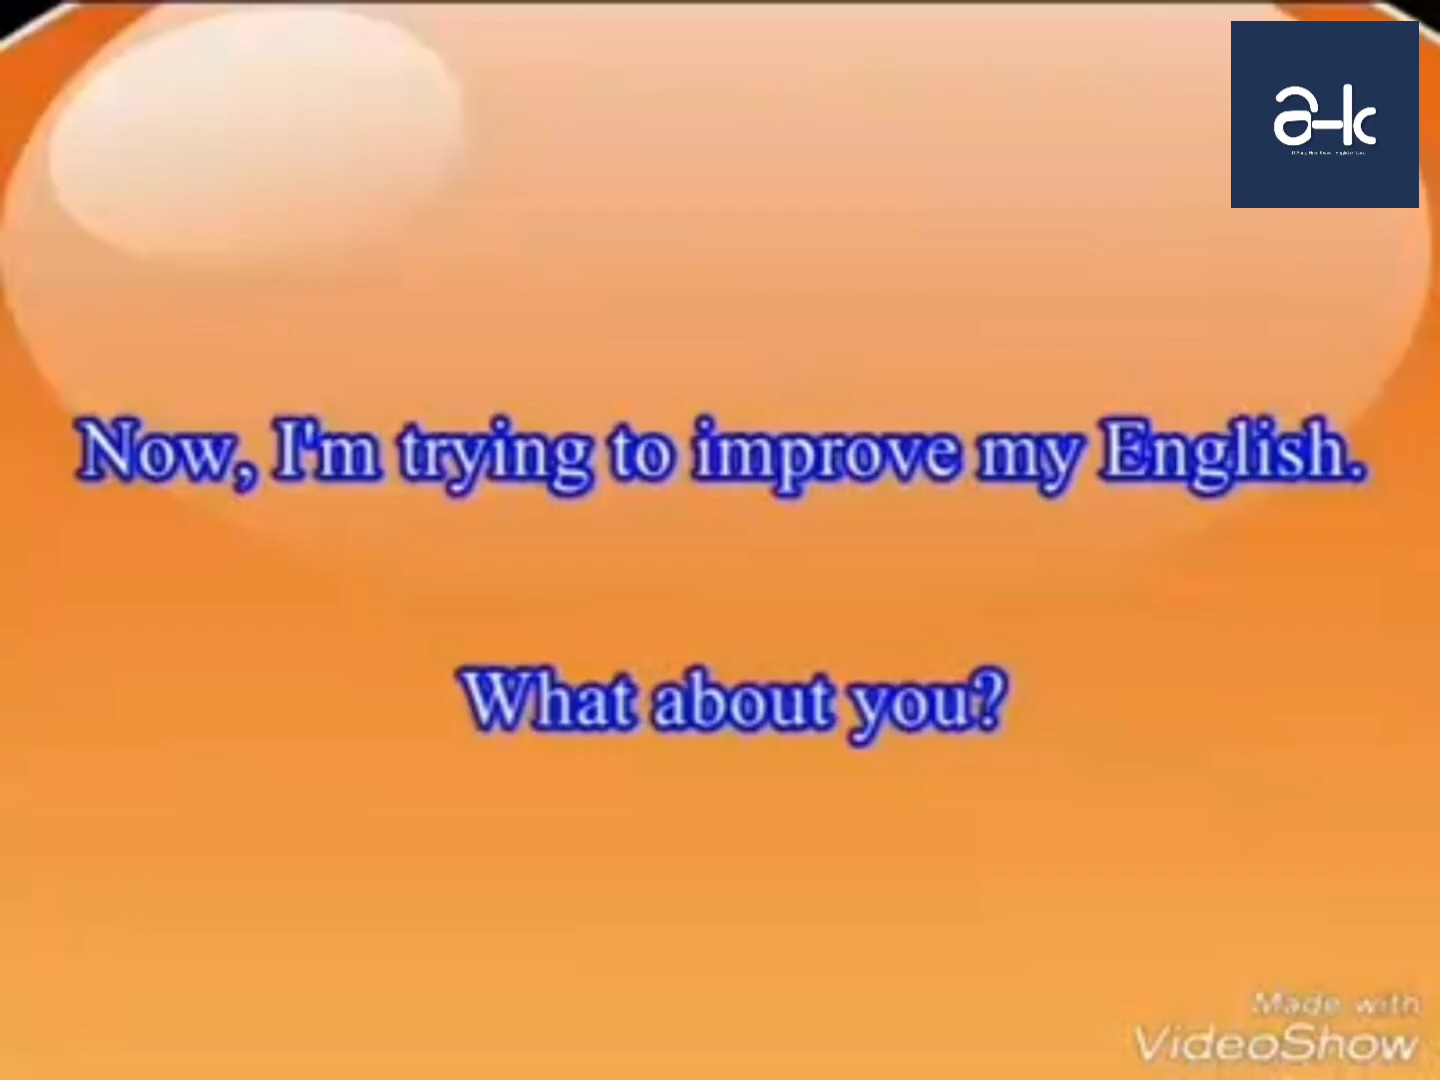 a-k
Now, I'm trying to improve my English.
What about you?
Made with
VideoShow